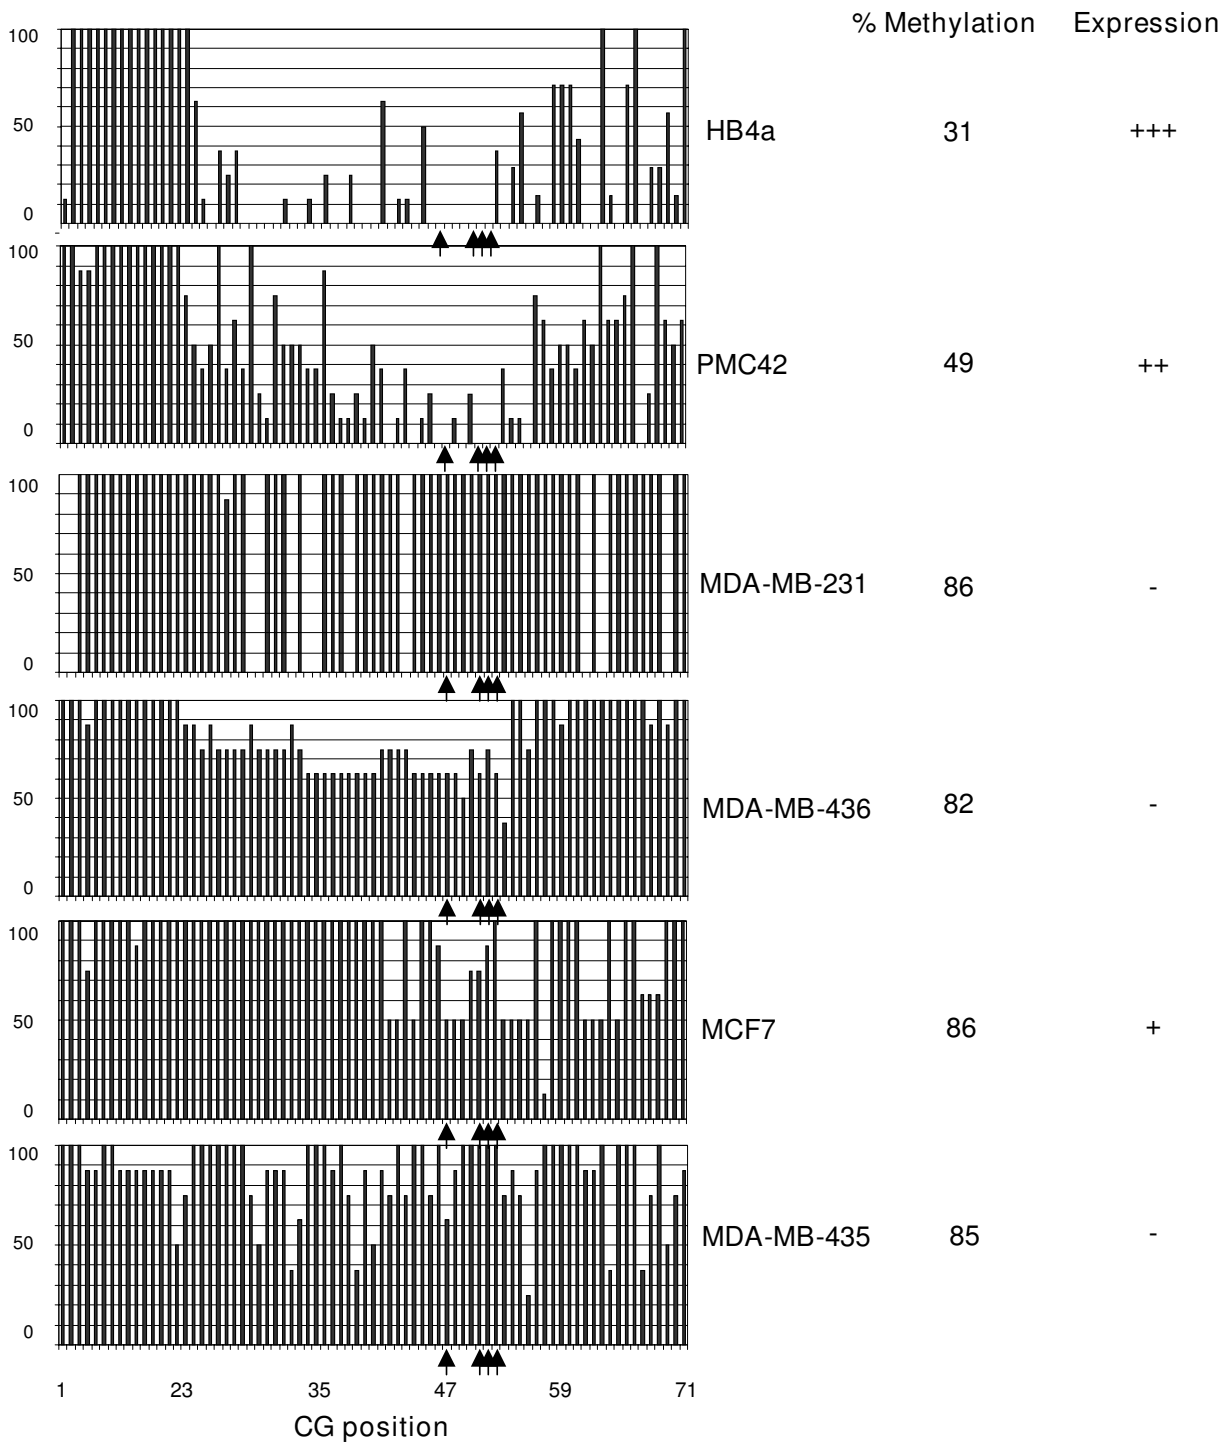 % Methylation Expression
100
50
0
HB4a 31 +++
100
50
0
PMC42 49 ++
100
50
0
MDA-MB-231 86 -
100
50
0
MDA-MB-436 82 -
100
50
0
MCF7 86 +
100
50
0
MDA-MB-435 85 -
1 23 35 47 59 71
CG position